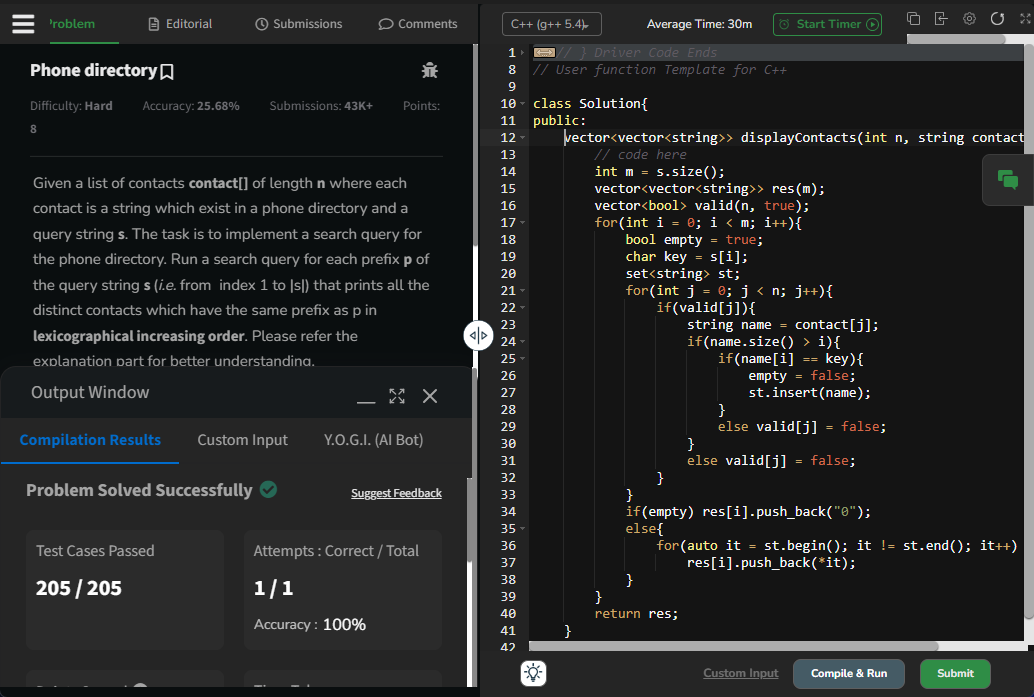 Problem
Editorial
Submissions
Comments
Phone directory
Difficulty: Hard Accuracy: 25.68% Submissions: 43K+ Points:
8
Given a list of contacts contact[] of length n where each
contact is a string which exist in a phone directory and a
query string s. The task is to implement a search query for
the phone directory. Run a search query for each prefix p of
the query string s (i.e. from index 1 to |s|) that prints all the
distinct contacts which have the same prefix as p in
lexicographical increasing order. Please refer the
explanation part for better understanding.
Output Window
Compilation Results Custom Input Y.O.G.I. (AI Bot)
Problem Solved Successfully
Suggest Feedback
Test Cases Passed
205 / 205
Attempts : Correct / Total
1 / 1
Accuracy : 100%
C++ (g++ 5.4)
Average Time: 30m
Start Timer
1 // } Driver Code Ends
8 // User function Template for C++
9
10 class Solution{
11 public:
12 vector<vector<string>> displayContacts(int n, string contact
13 // code here
14 int m = s.size();
15 vector<vector<string>> res(m);
16 vector<bool> valid(n, true);
17 for(int i = 0; i < m; i++){
18 bool empty = true;
19 char key = s[i];
20 set<string> st;
21 for(int j = 0; j < n; j++){
22 if(valid[j]){
23 string name = contact[j];
24 if(name.size() > i){
25 if(name[i] == key){
26 empty = false;
27 st.insert(name);
28 }
29 else valid[j] = false;
30 }
31 else valid[j] = false;
32 }
33 }
34 if(empty) res[i].push_back("0");
35 else{
36 for(auto it = st.begin(); it != st.end(); it++)
37 res[i].push_back(*it);
38 }
39 }
40 return res;
41 }
42
Custom Input
Compile & Run
Submit